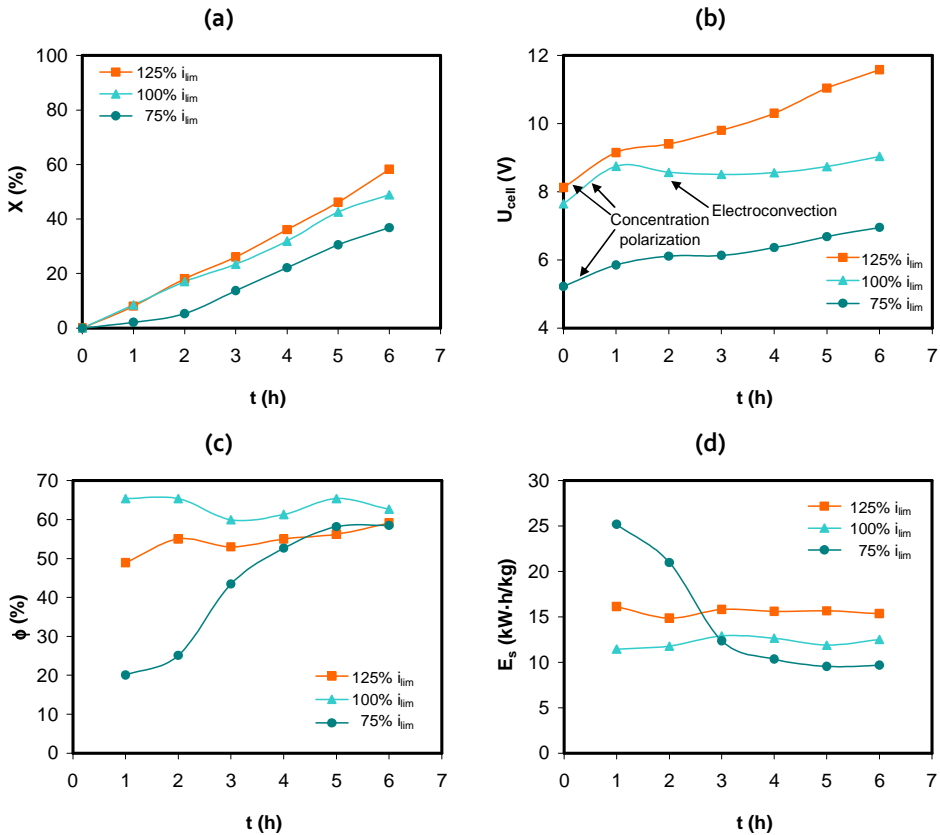 (a)
100
80
60
40
20
0
X (%)
125% ilim
100% ilim
75% ilim
0 1 2 3 4 5 6 7
t (h)
(b)
12
10
8
6
4
Ucell (V)
Concentration
polarization
Electroconvection
125% ilim
100% ilim
75% ilim
0 1 2 3 4 5 6 7
t (h)
(c)
70
60
50
40
30
20
10
0
ϕ (%)
125% ilim
100% ilim
75% ilim
0 1 2 3 4 5 6 7
t (h)
(d)
30
25
20
15
10
5
0
Es (kW·h/kg)
125% ilim
100% ilim
75% ilim
0 1 2 3 4 5 6 7
t (h)